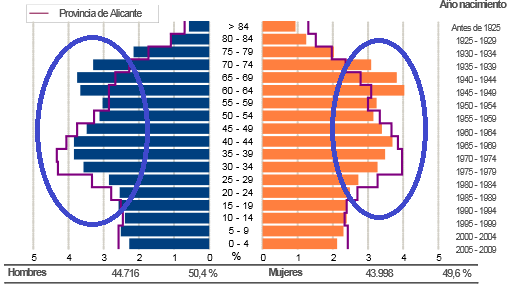 Año nacimiento
Provincia de Alicante
> 84 Antes de 1925
80 - 84 1925 - 1929
75 - 79 1930 - 1934
70 - 74 1935 - 1939
65 - 69 1940 - 1944
60 - 64 1945 - 1949
55 - 59 1950 - 1954
50 - 54 1955 - 1959
45 - 49 1960 - 1964
40 - 44 1965 - 1969
35 - 39 1970 - 1974
30 - 34 1975 - 1979
25 - 29 1980 - 1984
20 - 24 1985 - 1989
15 - 19 1990 - 1994
10 - 14 1995 - 1999
5 - 9 2000 - 2004
0 - 4 2005 - 2009
5 4 3 2 1 0 % 0 1 2 3 4 5
Hombres 44.716 50,4 % Mujeres 43.998 49,6 %